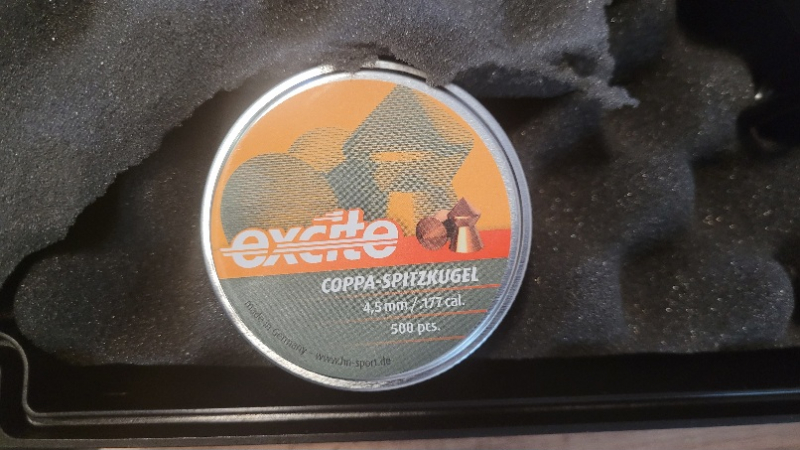 excite
COPPA-SPITZKUGEL
4,5 mm / .177 cal.
500 pcs.
made in Germany - www.hn-sport.de